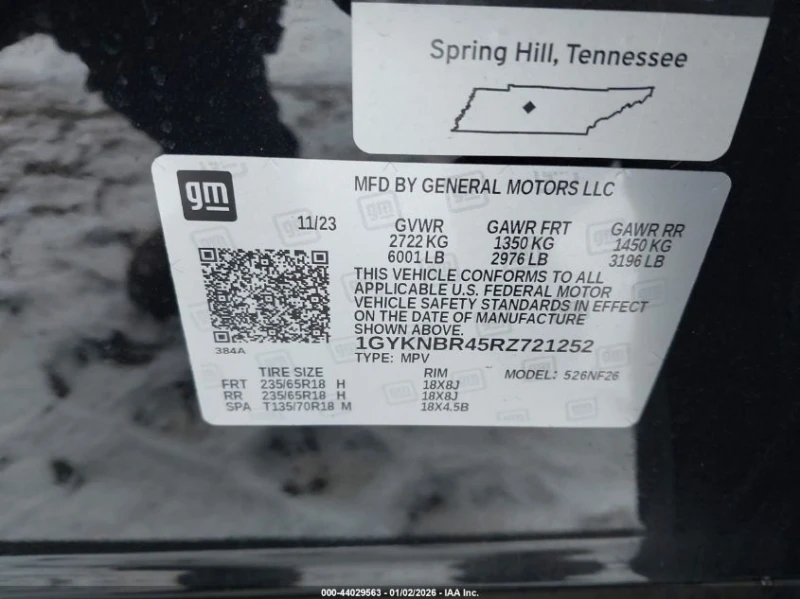 Spring Hill, Tennessee
gm
MFD BY GENERAL MOTORS LLC
11/23 GVWR GAWR FRT GAWR RR
2722 KG 1350 KG 1450 KG
6001 LB 2976 LB 3196 LB
THIS VEHICLE CONFORMS TO ALL
APPLICABLE U.S. FEDERAL MOTOR
VEHICLE SAFETY STANDARDS IN EFFECT
ON THE DATE OF MANUFACTURE
SHOWN ABOVE.
384A
1GYKNBR45RZ721252
TYPE: MPV
TIRE SIZE RIM MODEL: 526NF26
FRT 235/65R18 H 18X8J
RR 235/65R18 H 18X8J
SPA T135/70R18 M 18X4.5B
000-44029563 - 01/02/2026 - IAA Inc.